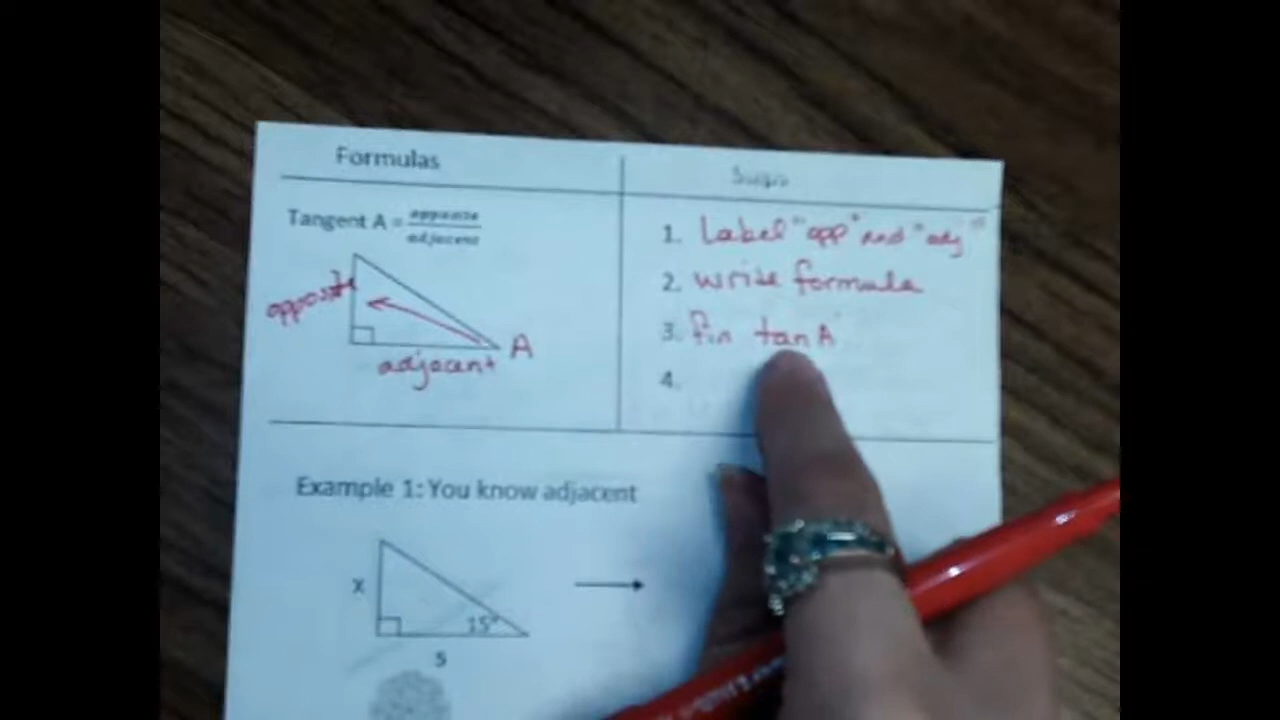 Formulas
Steps
Tangent A = opposite
adjacent
opposite
A
adjacent
1. Label "opp" and "adj"
2. write formula
3. fin tan A
4.
Example 1: You know adjacent
x
15°
5